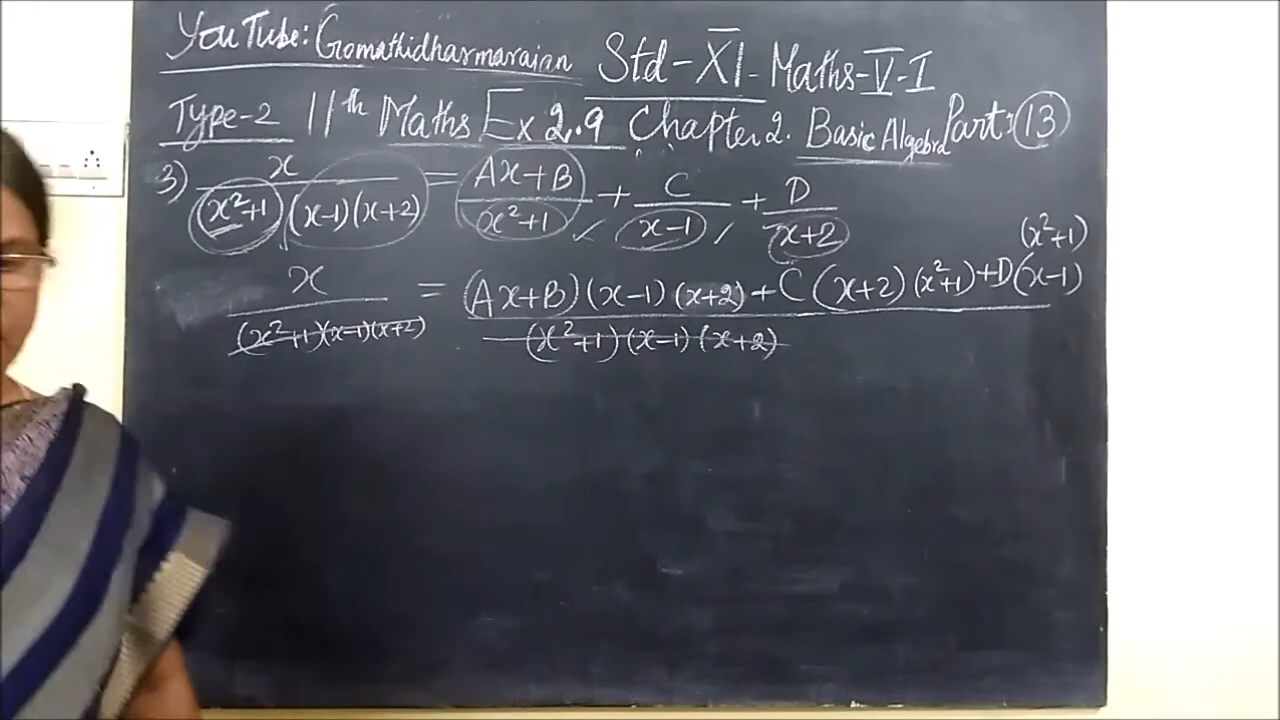 YouTube: Gomathidharmarajan Std-XI-Maths-V-I
Type-2 11th Maths Ex 2.9 Chapter 2. Basic Algebra Part: 13
3) x/((x²+1)(x-1)(x+2)) = (Ax+B)/(x²+1) + C/(x-1) + D/(x+2)
x/((x²+1)(x-1)(x+2)) = ((Ax+B)(x-1)(x+2)+C(x+2)(x²+1)+D(x-1)(x²+1))/((x²+1)(x-1)(x+2))